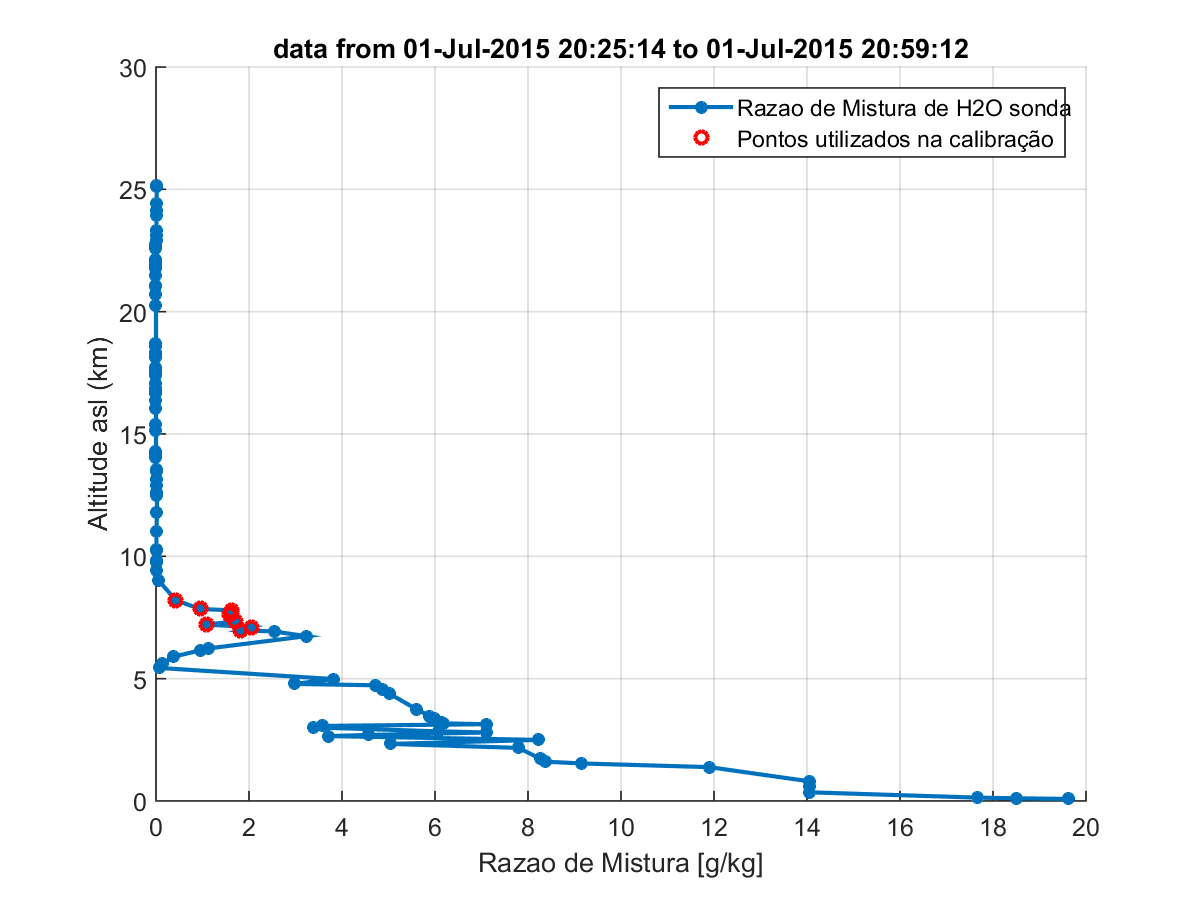 data from 01-Jul-2015 20:25:14 to 01-Jul-2015 20:59:12
30
Razao de Mistura de H2O sonda
Pontos utilizados na calibração
25
20
15
10
5
0
Altitude asl (km)
0 2 4 6 8 10 12 14 16 18 20
Razao de Mistura [g/kg]